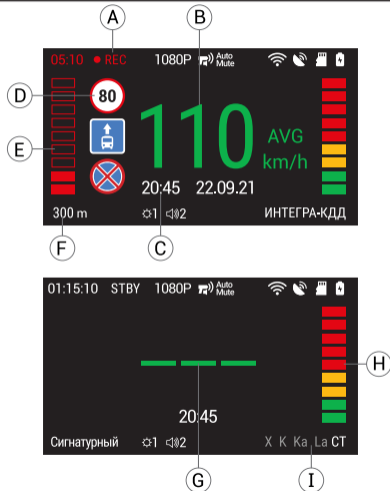 A B
05:10 REC 1080P Auto Mute
D 80
E 110 AVG
km/h
20:45 22.09.21
300 m 1 2 ИНТЕГРА-КДД
F C
01:15:10 STBY 1080P Auto Mute
H
20:45
Сигнатурный 1 2 X K Ka La CT
G I